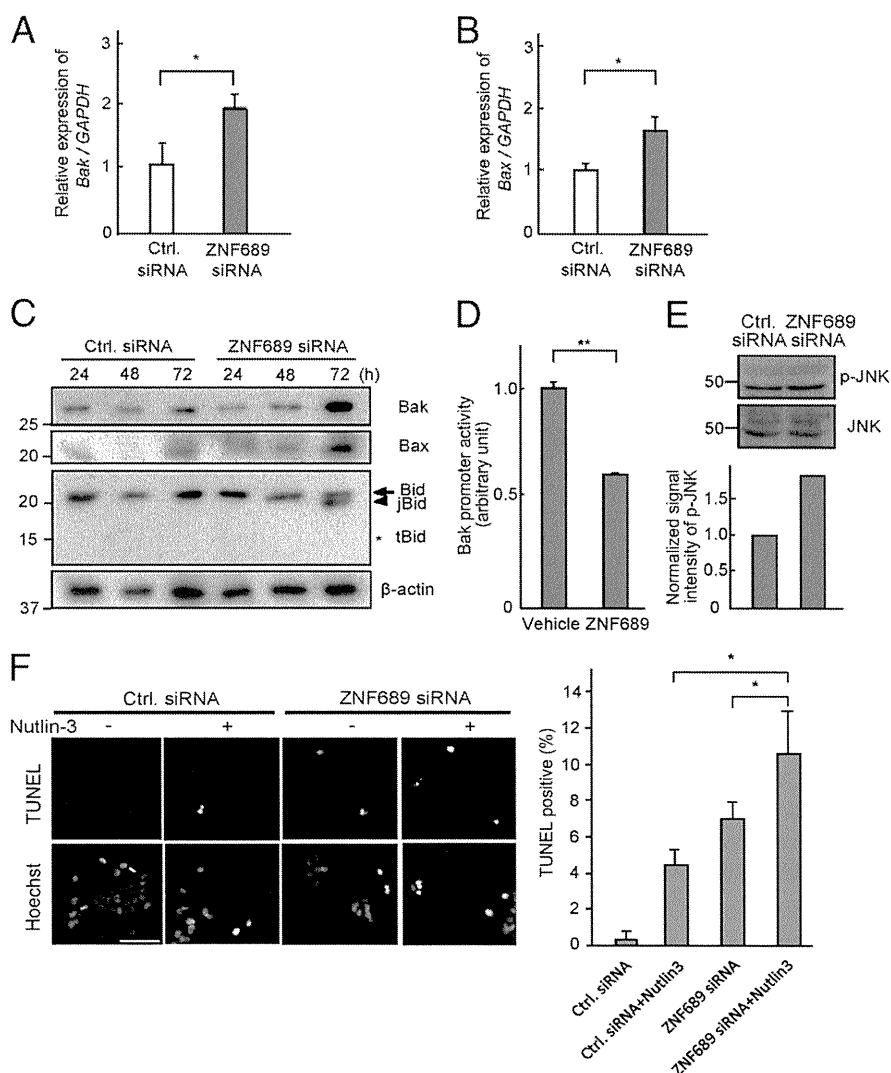 A
Relative expression of
Bak / GAPDH
3
2
1
0
*
Ctrl.
siRNA
ZNF689
siRNA
B
Relative expression of
Bax / GAPDH
3
2
1
0
*
Ctrl.
siRNA
ZNF689
siRNA
C
Ctrl. siRNA ZNF689 siRNA
24 48 72 24 48 72 (h)
25
Bak
20
Bax
20
Bid
jBid
15
* tBid
37
β-actin
D
Bak promoter activity
(arbitrary unit)
1.0
0.5
0
**
Vehicle ZNF689
E
Ctrl. ZNF689
siRNA siRNA
50 p-JNK
50 JNK
Normalized signal
intensity of p-JNK
1.5
1.0
0.5
0
F
Ctrl. siRNA ZNF689 siRNA
Nutlin-3 - + - +
TUNEL
Hoechst
TUNEL positive (%)
14
12
10
8
6
4
2
0
*
*
Ctrl. siRNA
Ctrl. siRNA+Nutlin3
ZNF689 siRNA
ZNF689 siRNA+Nutlin3